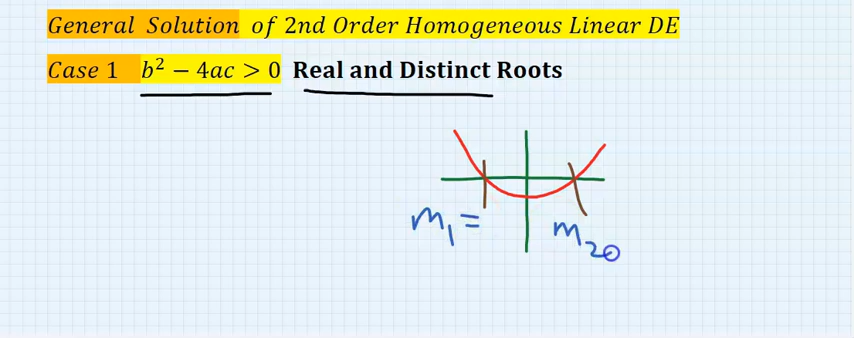 General Solution of 2nd Order Homogeneous Linear DE
Case 1 b² − 4ac > 0 Real and Distinct Roots
m₁ = m₂